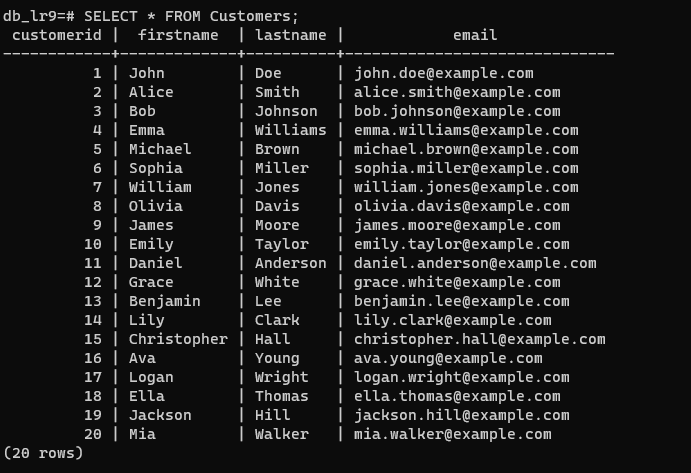 db_lr9=# SELECT * FROM Customers;
 customerid |  firstname  | lastname |            email
------------+-------------+----------+------------------------------
          1 | John        | Doe      | john.doe@example.com
          2 | Alice       | Smith    | alice.smith@example.com
          3 | Bob         | Johnson  | bob.johnson@example.com
          4 | Emma        | Williams | emma.williams@example.com
          5 | Michael     | Brown    | michael.brown@example.com
          6 | Sophia      | Miller   | sophia.miller@example.com
          7 | William     | Jones    | william.jones@example.com
          8 | Olivia      | Davis    | olivia.davis@example.com
          9 | James       | Moore    | james.moore@example.com
         10 | Emily       | Taylor   | emily.taylor@example.com
         11 | Daniel      | Anderson | daniel.anderson@example.com
         12 | Grace       | White    | grace.white@example.com
         13 | Benjamin    | Lee      | benjamin.lee@example.com
         14 | Lily        | Clark    | lily.clark@example.com
         15 | Christopher | Hall     | christopher.hall@example.com
         16 | Ava         | Young    | ava.young@example.com
         17 | Logan       | Wright   | logan.wright@example.com
         18 | Ella        | Thomas   | ella.thomas@example.com
         19 | Jackson     | Hill     | jackson.hill@example.com
         20 | Mia         | Walker   | mia.walker@example.com
(20 rows)